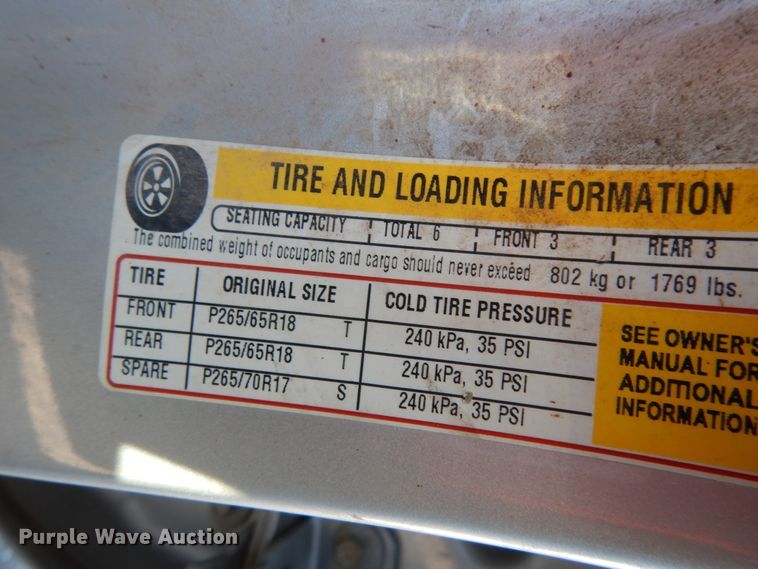 TIRE AND LOADING INFORMATION
SEATING CAPACITY TOTAL 6 FRONT 3 REAR 3
The combined weight of occupants and cargo should never exceed 802 kg or 1769 lbs.
TIRE ORIGINAL SIZE COLD TIRE PRESSURE
FRONT P265/65R18 T 240 kPa, 35 PSI
REAR P265/65R18 T 240 kPa, 35 PSI
SPARE P265/70R17 S 240 kPa, 35 PSI
SEE OWNER'S
MANUAL FOR
ADDITIONAL
INFORMATION
Purple Wave Auction